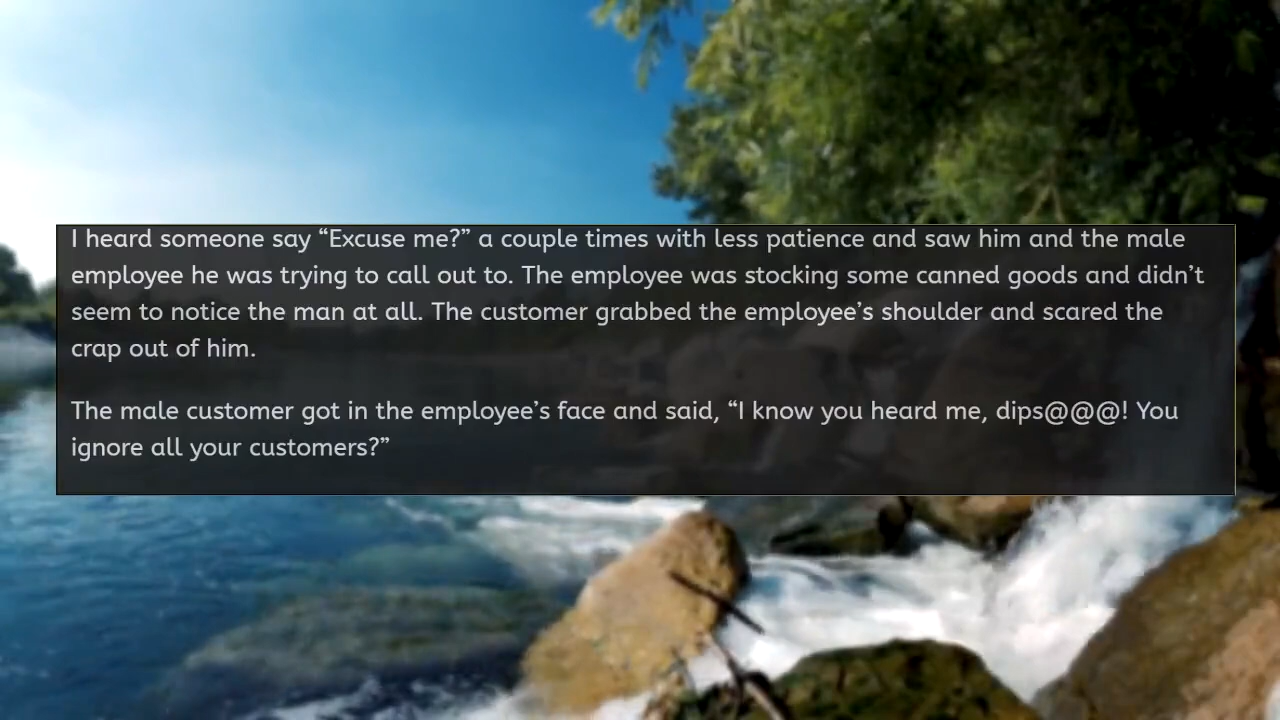 I heard someone say “Excuse me?” a couple times with less patience and saw him and the male
employee he was trying to call out to. The employee was stocking some canned goods and didn’t
seem to notice the man at all. The customer grabbed the employee’s shoulder and scared the
crap out of him.
The male customer got in the employee’s face and said, “I know you heard me, dips@@@! You
ignore all your customers?”